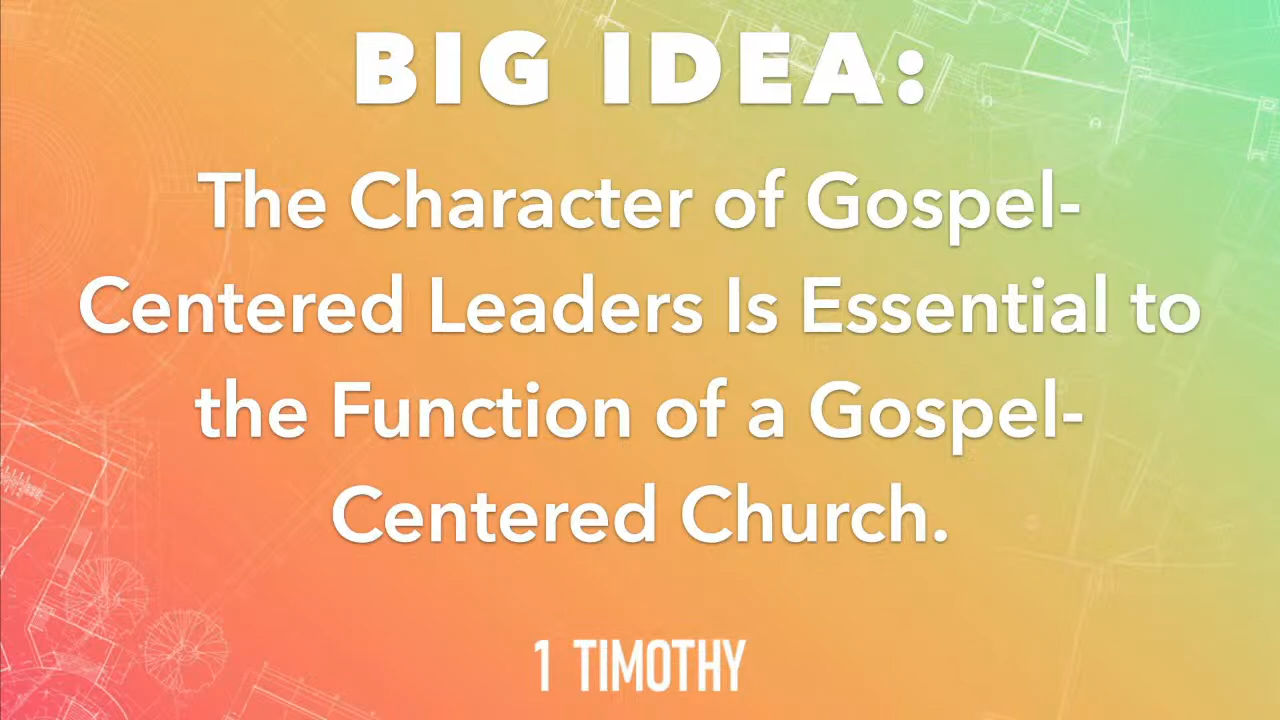 BIG IDEA:
The Character of Gospel-
Centered Leaders Is Essential to
the Function of a Gospel-
Centered Church.
1 TIMOTHY